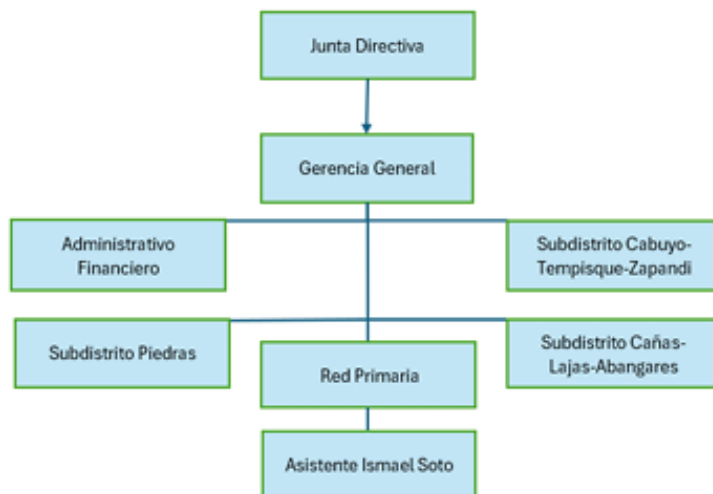 Junta Directiva
Gerencia General
Administrativo
Financiero
Subdistrito Cabuyo-
Tempisque-Zapandi
Subdistrito Piedras
Red Primaria
Subdistrito Cañas-
Lajas-Abangares
Asistente Ismael Soto